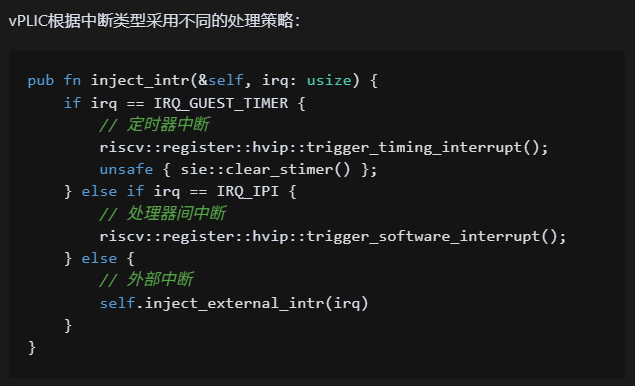 vPLIC根据中断类型采用不同的处理策略：
pub fn inject_intr(&self, irq: usize) {
    if irq == IRQ_GUEST_TIMER {
        // 定时器中断
        riscv::register::hvip::trigger_timing_interrupt();
        unsafe { sie::clear_stimer() };
    } else if irq == IRQ_IPI {
        // 处理器间中断
        riscv::register::hvip::trigger_software_interrupt();
    } else {
        // 外部中断
        self.inject_external_intr(irq)
    }
}